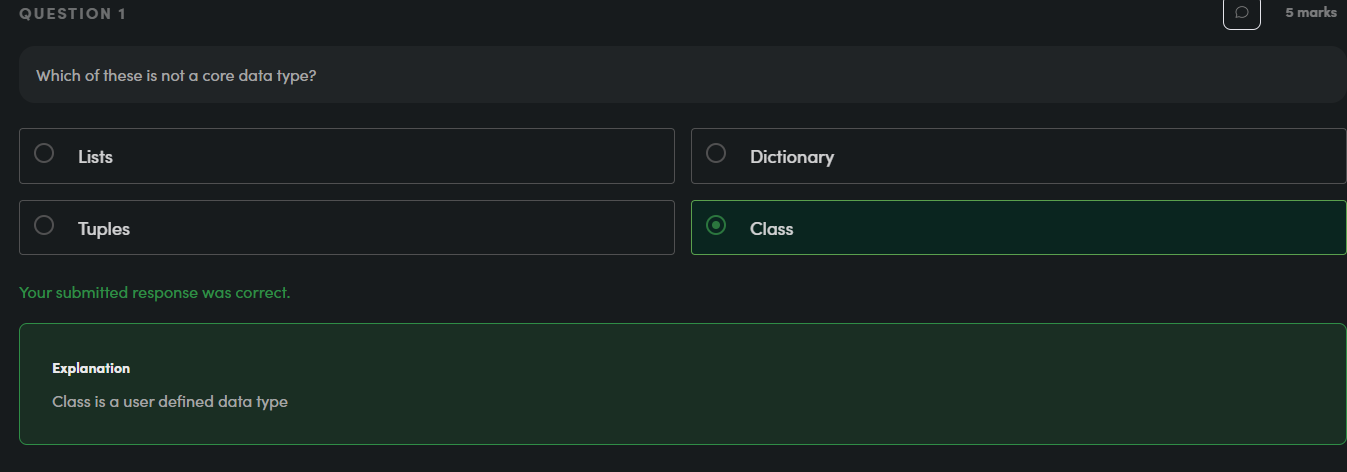 QUESTION 1
5 marks
Which of these is not a core data type?
Lists
Dictionary
Tuples
Class
Your submitted response was correct.
Explanation
Class is a user defined data type